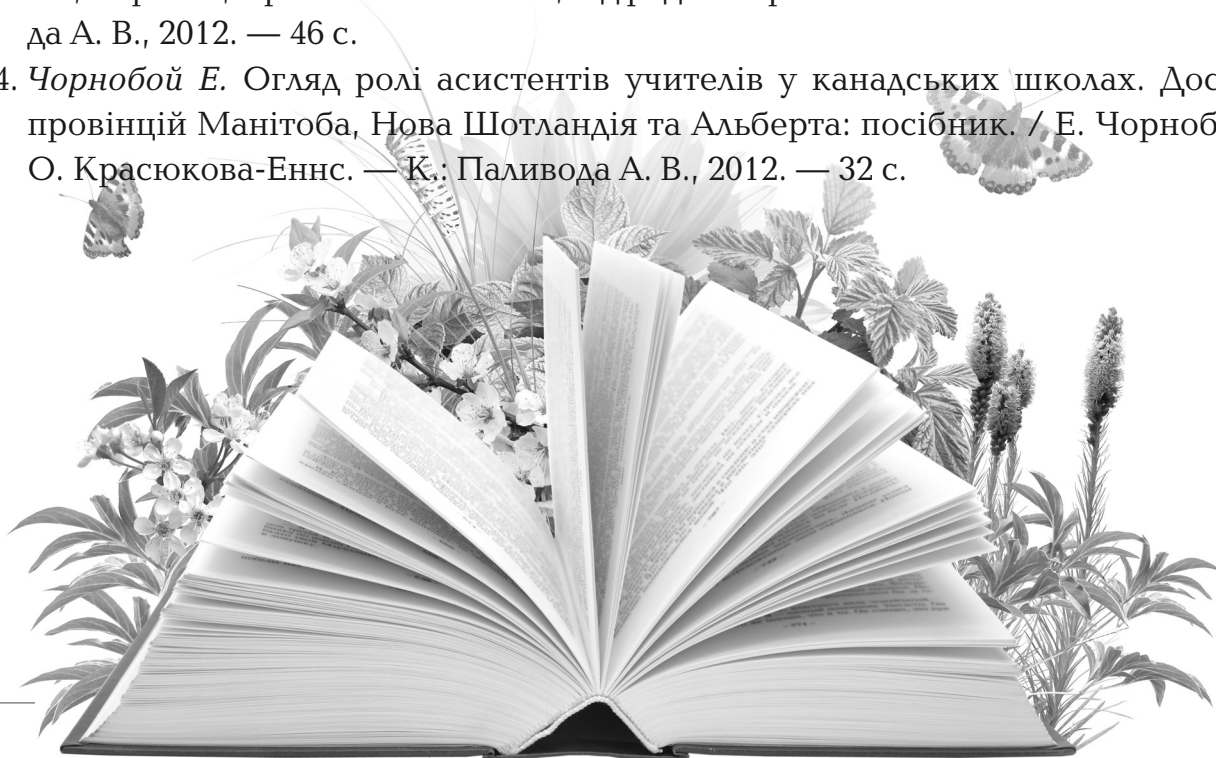 да А. В., 2012. — 46 с.
4. Чорнобой Е. Огляд ролі асистентів учителів у канадських школах. Дос
провінцій Манітоба, Нова Шотландія та Альберта: посібник. / Е. Чорноб
О. Красюкова-Еннс. — К.: Паливода А. В., 2012. — 32 с.